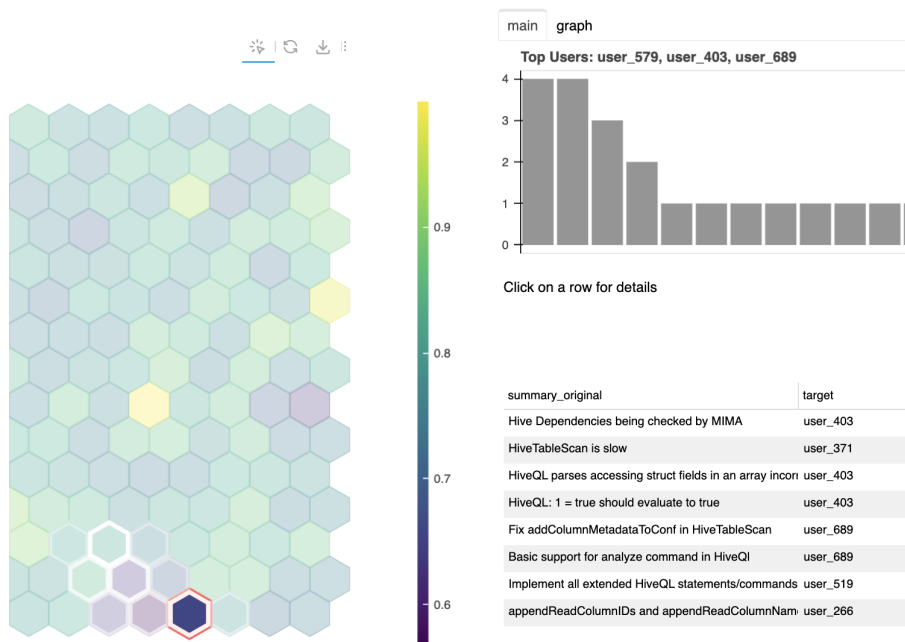 main graph
Top Users: user_579, user_403, user_689
4
3
2
1
0
0.9
0.8
0.7
0.6
Click on a row for details
summary_original target
Hive Dependencies being checked by MIMA user_403
HiveTableScan is slow user_371
HiveQL parses accessing struct fields in an array user_403
HiveQL: 1 = true should evaluate to true user_403
Fix addColumnMetadataToConf in HiveTableScan user_689
Basic support for analyze command in HiveQl user_689
Implement all extended HiveQL statements/commands user_519
appendReadColumnIDs and appendReadColumnNam user_266